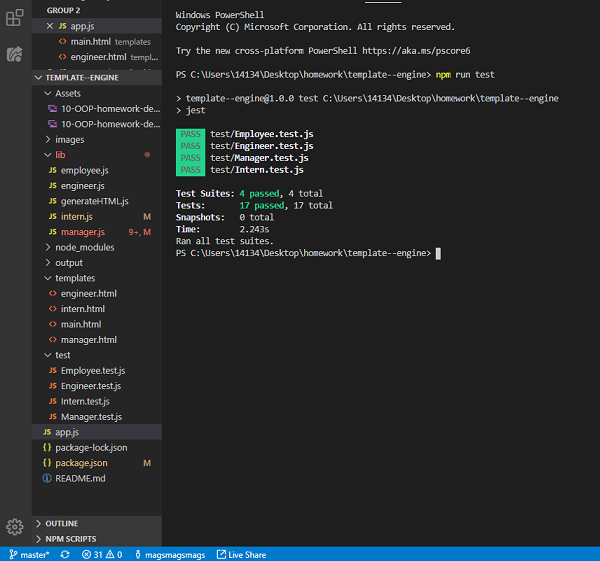 GROUP 2
app.js
main.html templates
engineer.html templ...
TEMPLATE--ENGINE
Assets
10-OOP-homework-de...
10-OOP-homework-de...
images
lib
JS employee.js
JS engineer.js
JS generateHTML.js
JS intern.js M
JS manager.js 9+, M
node_modules
output
templates
engineer.html
intern.html
main.html
manager.html
test
JS Employee.test.js
JS Engineer.test.js
JS Intern.test.js
JS Manager.test.js
JS app.js
{} package-lock.json
{} package.json M
README.md
OUTLINE
NPM SCRIPTS
Windows PowerShell
Copyright (C) Microsoft Corporation. All rights reserved.
Try the new cross-platform PowerShell https://aka.ms/pscore6
PS C:\Users\14134\Desktop\homework\template--engine> npm run test
> template--engine@1.0.0 test C:\Users\14134\Desktop\homework\template--engine
> jest
PASS test/Employee.test.js
PASS test/Engineer.test.js
PASS test/Manager.test.js
PASS test/Intern.test.js
Test Suites: 4 passed, 4 total
Tests: 17 passed, 17 total
Snapshots: 0 total
Time: 2.243s
Ran all test suites.
PS C:\Users\14134\Desktop\homework\template--engine>
master* 31 0 magsmagsmags Live Share